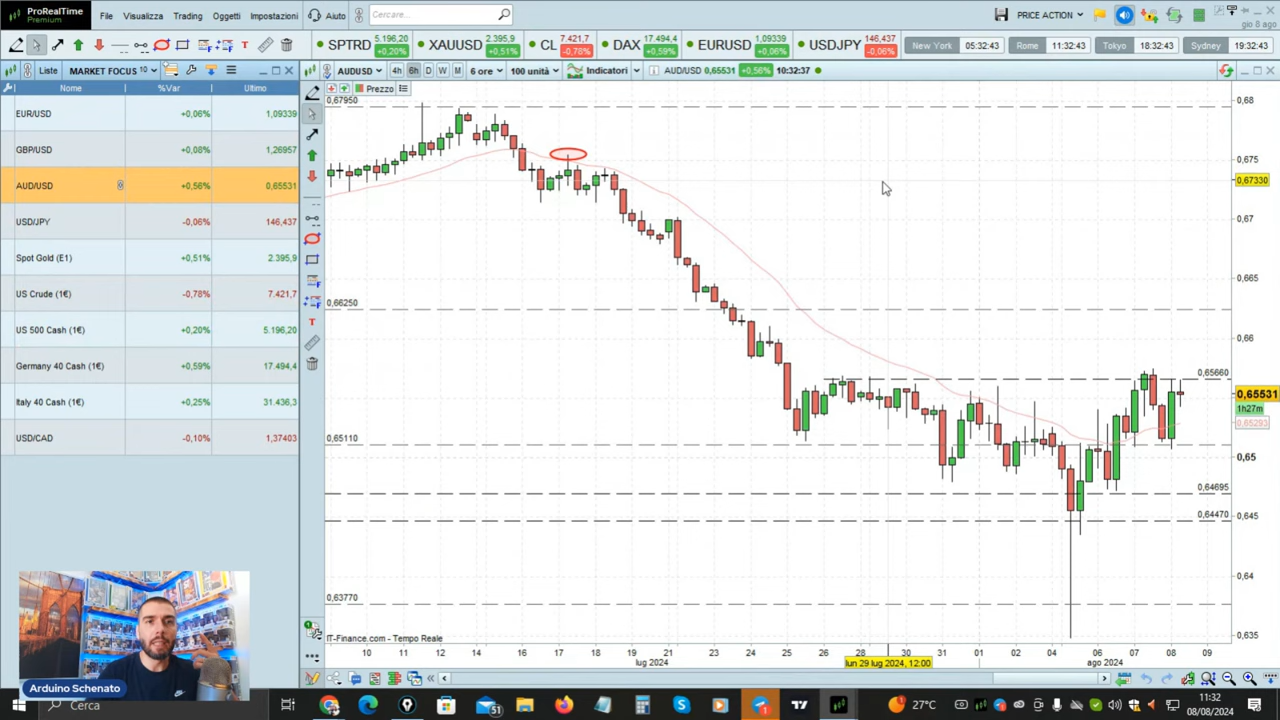 ProRealTime
Premium
File Visualizza Trading Oggetti Impostazioni Aiuto Cercare... PRICE ACTION gio 8 ago
SPTRD 5.196,20 +0,20% XAUUSD 2.395,9 +0,51% CL 7.421,7 -0,78% DAX 17.494,4 +0,59% EURUSD 1,09339 +0,06% USDJPY 146,437 -0,06% New York 05:32:43 Rome 11:32:43 Tokyo 18:32:43 Sydney 19:32:43
Liste MARKET FOCUS 10
AUDUSD 4h 6h D W M 6 ore 100 unità Indicatori AUD/USD 0,65531 +0,56% 10:32:37
Nome %Var Ultimo
EUR/USD +0,06% 1,09339
GBP/USD +0,08% 1,26957
AUD/USD +0,56% 0,65531
USD/JPY -0,06% 146,437
Spot Gold (E1) +0,51% 2.395,9
US Crude (1€) -0,78% 7.421,7
US 500 Cash (1€) +0,20% 5.196,20
Germany 40 Cash (1€) +0,59% 17.494,4
Italy 40 Cash (1€) +0,25% 31.436,3
USD/CAD -0,10% 1,37403
Prezzo
0,67950
0,66250
0,65110
0,63770
0,65660
0,64695
0,64470
0,68
0,675
0,67330
0,67
0,665
0,66
0,65531
1h27m
0,65293
0,65
0,645
0,64
0,635
IT-Finance.com - Tempo Reale
10 11 12 14 16 17 18 19 21 22 23 24 25 26 28 29 30 31 01 02 04 05 06 07 08 09
lug 2024 lun 29 lug 2024, 12:00 ago 2024
Arduino Schenato
Cerca
51
1
27°C
11:32
08/08/2024